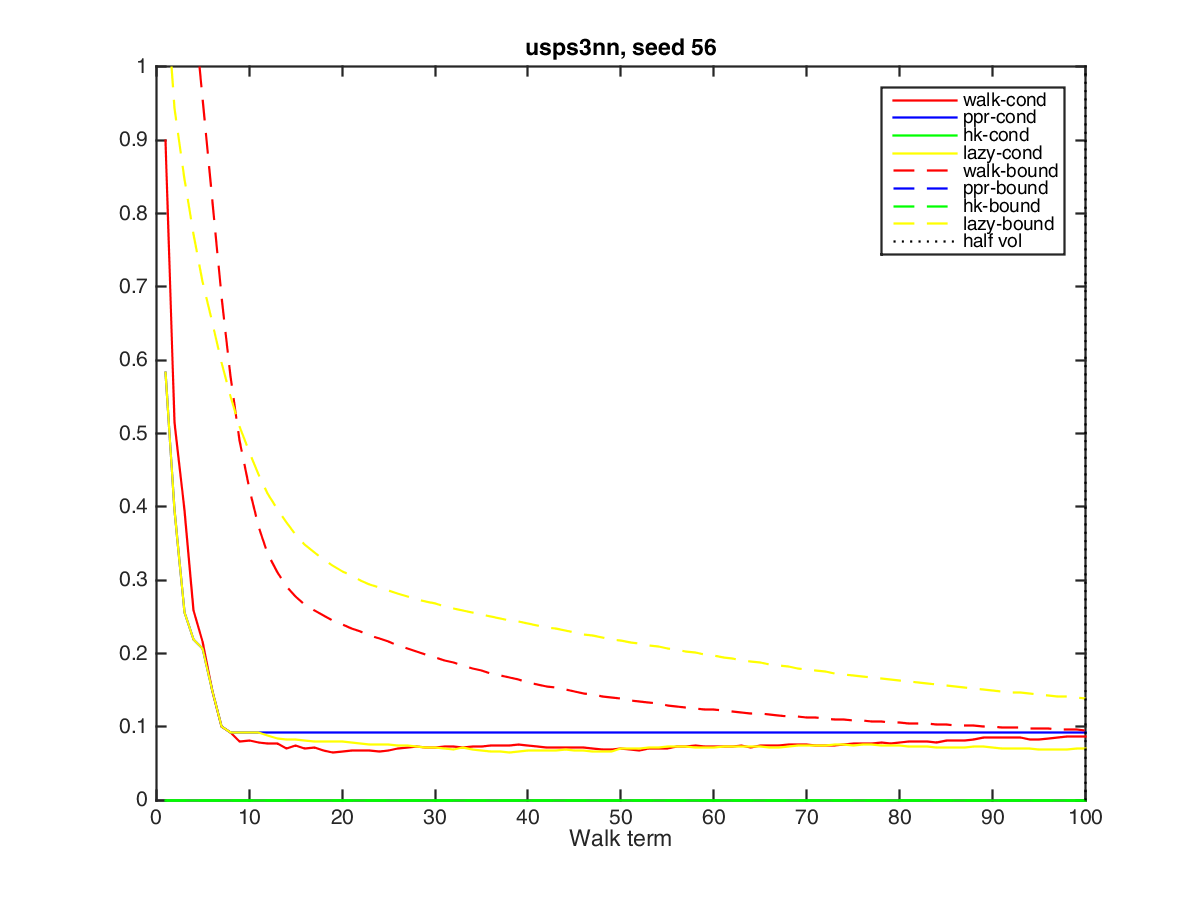 usps3nn, seed 56
1
0.9
0.8
0.7
0.6
0.5
0.4
0.3
0.2
0.1
0
walk-cond
ppr-cond
hk-cond
lazy-cond
walk-bound
ppr-bound
hk-bound
lazy-bound
half vol
0 10 20 30 40 50 60 70 80 90 100
Walk term